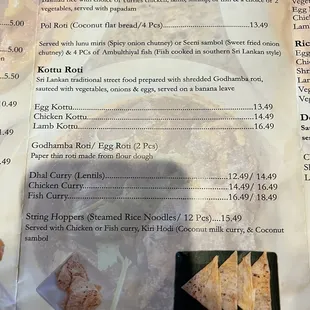 vegetables, served with papadam
Pol Roti (Coconut flat bread/4 Pcs) 13.49
Served with lunu miris (Spicy onion chutney) or Seeni sambol (Sweet fried onion
chutney) & 4 PCs of Ambulthiyal fish (Fish cooked in southern Sri Lankan style)
Kottu Roti
Sri Lankan traditional street food prepared with shredded Godhamba roti,
sauteed with vegetables, onions & eggs, served on a banana leave
Egg Kottu 13.49
Chicken Kottu 14.49
Lamb Kottu 16.49
Godhamba Roti/ Egg Roti (2 Pcs)
Paper thin roti made from flour dough
Dhal Curry (Lentils) 12.49/ 14.49
Chicken Curry 14.49/ 16.49
Fish Curry 16.49/ 18.49
String Hoppers (Steamed Rice Noodles/ 12 Pcs) 15.49
Served with Chicken or Fish curry, Kiri Hodi (Coconut milk curry, & Coconut
sambol